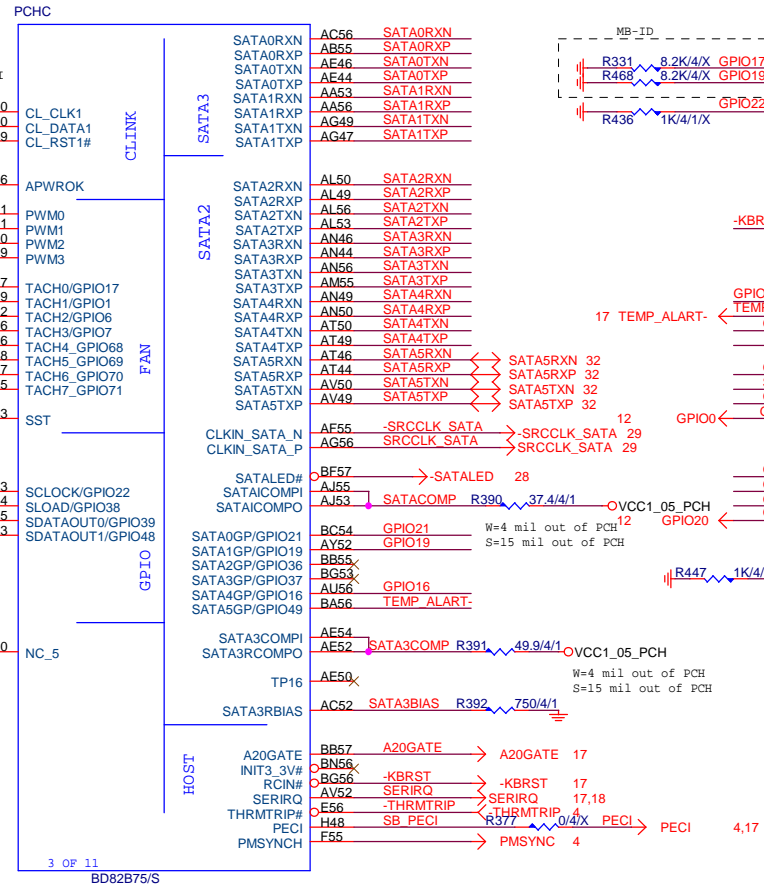 PCHC
CL_CLK1
CL_DATA1
CL_RST1#
CLINK
APWROK
PWM0
PWM1
PWM2
PWM3
TACH0/GPIO17
TACH1/GPIO1
TACH2/GPIO6
TACH3/GPIO7
TACH4_GPIO68
TACH5_GPIO69
TACH6_GPIO70
TACH7_GPIO71
FAN
SST
SCLOCK/GPIO22
SLOAD/GPIO38
SDATAOUT0/GPIO39
SDATAOUT1/GPIO48
GPIO
NC_5
HOST
3 OF 11
BD82B75/S
SATA3
SATA0RXN AC56 SATA0RXN
SATA0RXP AB55 SATA0RXP
SATA0TXN AE46 SATA0TXN
SATA0TXP AE44 SATA0TXP
SATA1RXN AA53 SATA1RXN
SATA1RXP AA56 SATA1RXP
SATA1TXN AG49 SATA1TXN
SATA1TXP AG47 SATA1TXP
SATA2
SATA2RXN AL50 SATA2RXN
SATA2RXP AL49 SATA2RXP
SATA2TXN AL56 SATA2TXN
SATA2TXP AL53 SATA2TXP
SATA3RXN AN46 SATA3RXN
SATA3RXP AN44 SATA3RXP
SATA3TXN AN56 SATA3TXN
SATA3TXP AM55 SATA3TXP
SATA4RXN AN49 SATA4RXN
SATA4RXP AN50 SATA4RXP
SATA4TXN AT50 SATA4TXN
SATA4TXP AT49 SATA4TXP
SATA5RXN AT46 SATA5RXN SATA5RXN 32
SATA5RXP AT44 SATA5RXP SATA5RXP 32
SATA5TXN AV50 SATA5TXN SATA5TXN 32
SATA5TXP AV49 SATA5TXP SATA5TXP 32
CLKIN_SATA_N AF55 -SRCCLK_SATA -SRCCLK_SATA 29
CLKIN_SATA_P AG56 SRCCLK_SATA SRCCLK_SATA 29
SATALED# BF57 -SATALED 28
SATAICOMPI AJ55
SATAICOMPO AJ53 SATACOMP R390 37.4/4/1 VCC1_05_PCH
W=4 mil out of PCH
S=15 mil out of PCH
SATA0GP/GPIO21 BC54 GPIO21
SATA1GP/GPIO19 AY52 GPIO19
SATA2GP/GPIO36 BB55
SATA3GP/GPIO37 BG53
SATA4GP/GPIO16 AU56 GPIO16
SATA5GP/GPIO49 BA56 TEMP_ALART-
SATA3COMPI AE54
SATA3RCOMPO AE52 SATA3COMP R391 49.9/4/1 VCC1_05_PCH
W=4 mil out of PCH
S=15 mil out of PCH
TP16 AE50
SATA3RBIAS AC52 SATA3BIAS R392 750/4/1
A20GATE BB57 A20GATE A20GATE 17
INIT3_3V# BN56
RCIN# BG56 -KBRST -KBRST 17
SERIRQ AV52 SERIRQ SERIRQ 17,18
THRMTRIP# E56 -THRMTRIP -THRMTRIP 4
PECI H48 SB_PECI R377 0/4/X PECI PECI 4,17
PMSYNCH F55 PMSYNC 4
MB-ID
R331 8.2K/4/X GPIO17
R468 8.2K/4/X GPIO19
R436 1K/4/1/X GPIO22
-KBR
GPIO
17 TEMP_ALART- TEMP
12 GPIO0
12 GPIO20
R447 1K/4/